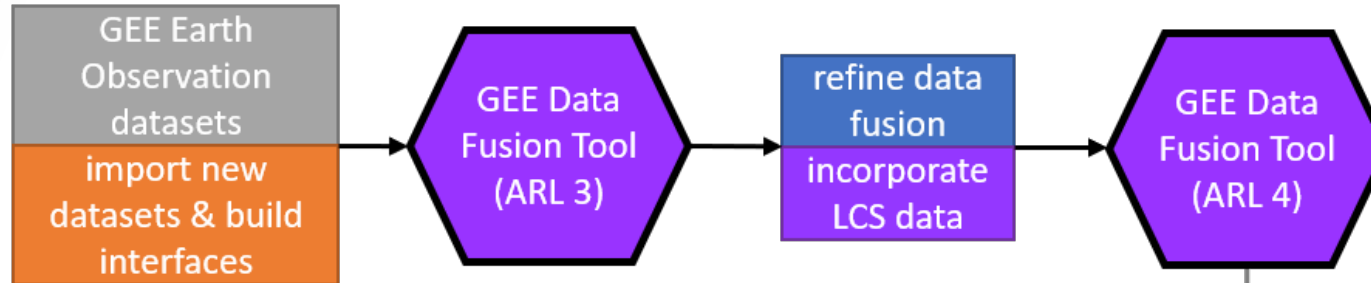 GEE Earth
Observation
datasets
import new
datasets & build
interfaces
GEE Data
Fusion Tool
(ARL 3)
refine data
fusion
incorporate
LCS data
GEE Data
Fusion Tool
(ARL 4)